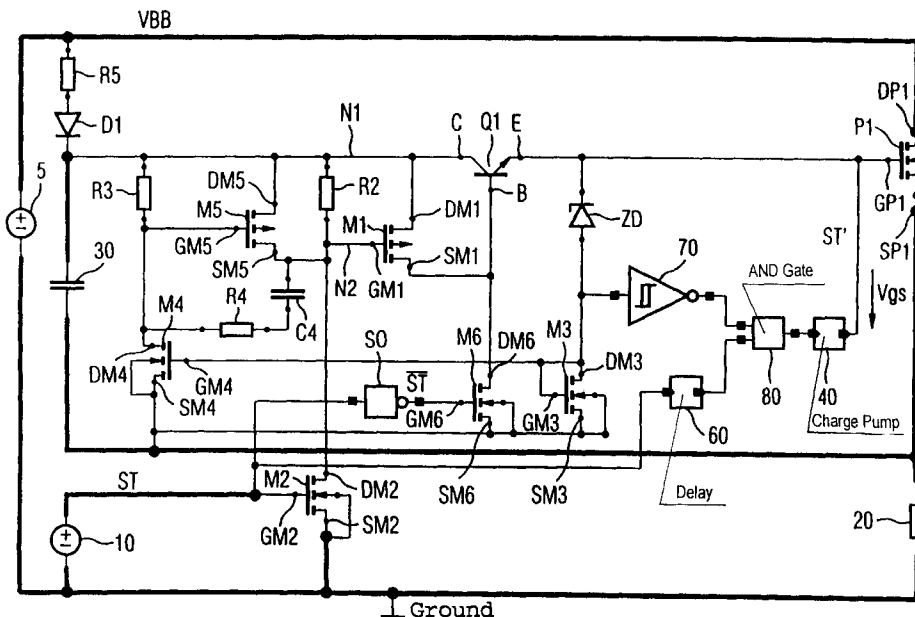 VBB
R5
DP1
D1
N1
C
Q1
E
P1
R3
DM5
R2
DM1
B
5
M5
M1
ZD
GP1
GM5
SM1
ST'
SP1
SM5
70
30
N2
GM1
AND Gate
Vgs
R4
C4
M4
M6
DM6
M3
DM4
SO
ST
DM3
GM4
GM6
GM3
80
40
SM4
60
Charge Pump
ST
M2
DM2
SM6
SM3
Delay
GM2
SM2
20
10
Ground